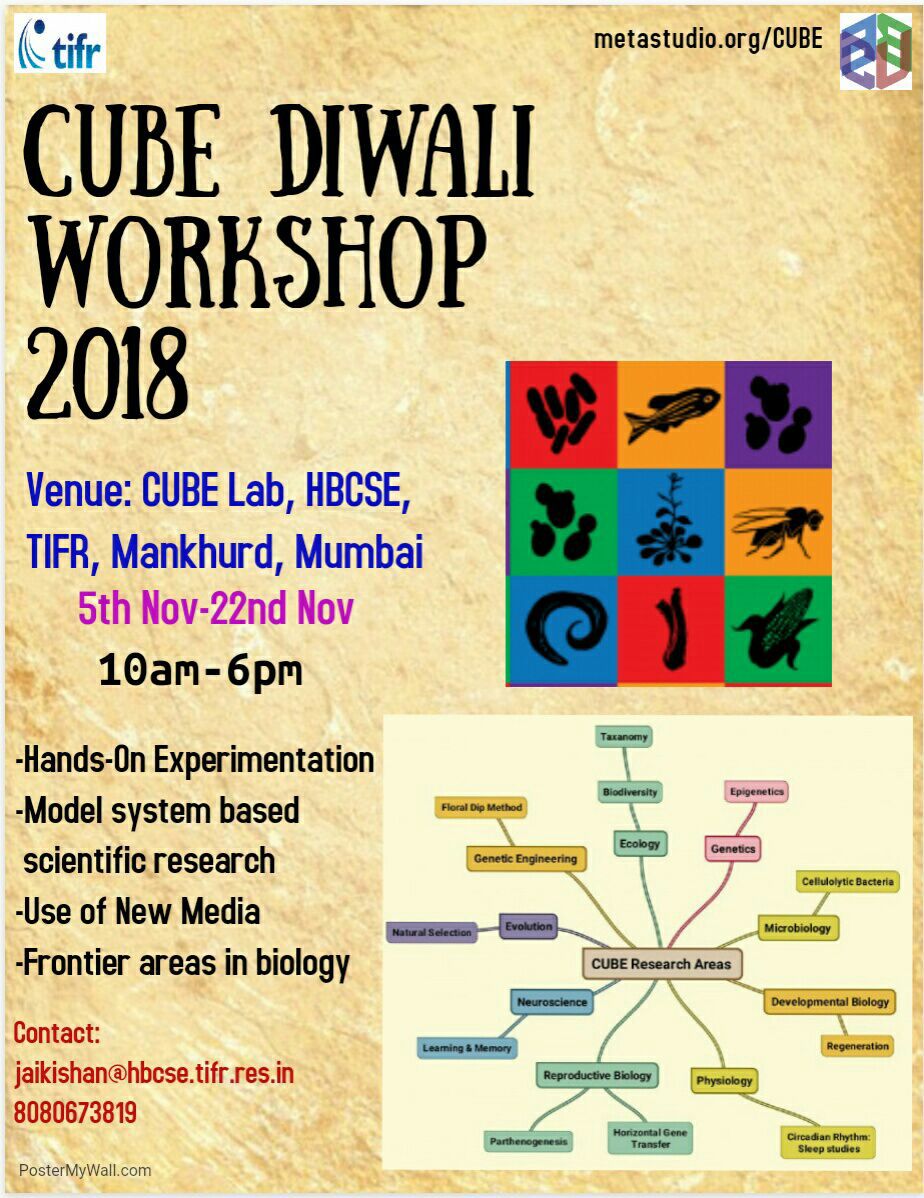 tifr
metastudio.org/CUBE
CUBE DIWALI
WORKSHOP
2018
Venue: CUBE Lab, HBCSE,
TIFR, Mankhurd, Mumbai
5th Nov-22nd Nov
10am-6pm
-Hands-On Experimentation
-Model system based
scientific research
-Use of New Media
-Frontier areas in biology
Contact:
jaikishan@hbcse.tifr.res.in
8080673819
Taxanomy
Biodiversity
Ecology
Epigenetics
Genetics
Floral Dip Method
Genetic Engineering
Cellulolytic Bacteria
Microbiology
Natural Selection
Evolution
CUBE Research Areas
Neuroscience
Learning & Memory
Developmental Biology
Regeneration
Reproductive Biology
Parthenogenesis
Horizontal Gene
Transfer
Physiology
Circadian Rhythm:
Sleep studies
PosterMyWall.com